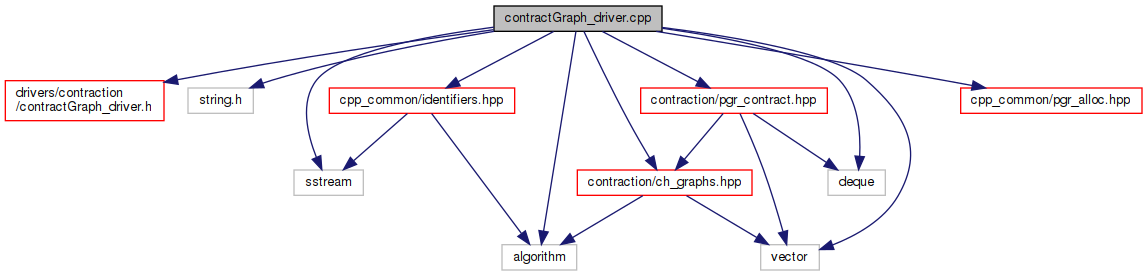 contractGraph_driver.cpp
drivers/contraction
/contractGraph_driver.h
string.h
cpp_common/identifiers.hpp
contraction/pgr_contract.hpp
cpp_common/pgr_alloc.hpp
sstream
contraction/ch_graphs.hpp
deque
algorithm
vector